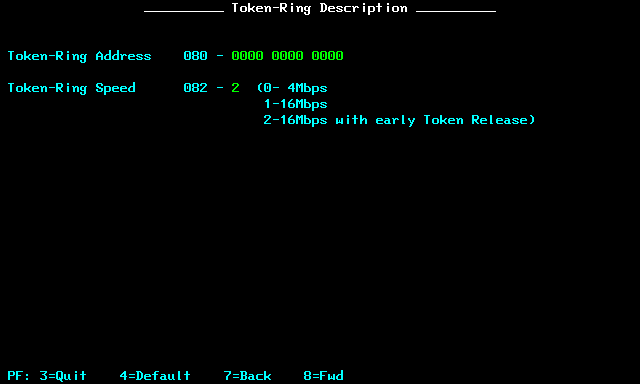 __________ Token-Ring Description __________
Token-Ring Address    080 - 0000 0000 0000
Token-Ring Speed      082 - 2  (0- 4Mbps
1-16Mbps
2-16Mbps with early Token Release)
PF: 3=Quit    4=Default    7=Back    8=Fwd